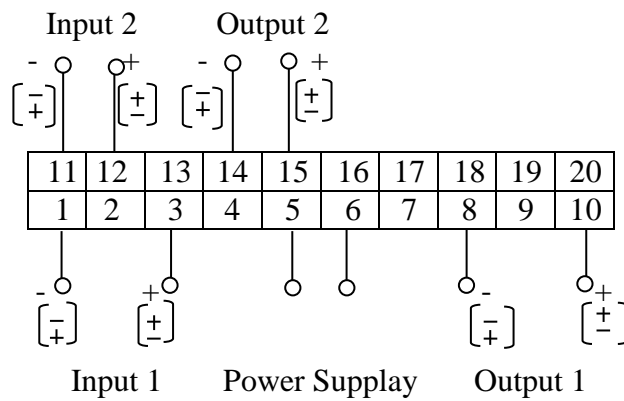 Input 2 Output 2
- + - +
[∓] [±] [∓] [±]
11 12 13 14 15 16 17 18 19 20
1 2 3 4 5 6 7 8 9 10
- + - +
[∓] [±] [∓] [±]
Input 1 Power Supplay Output 1